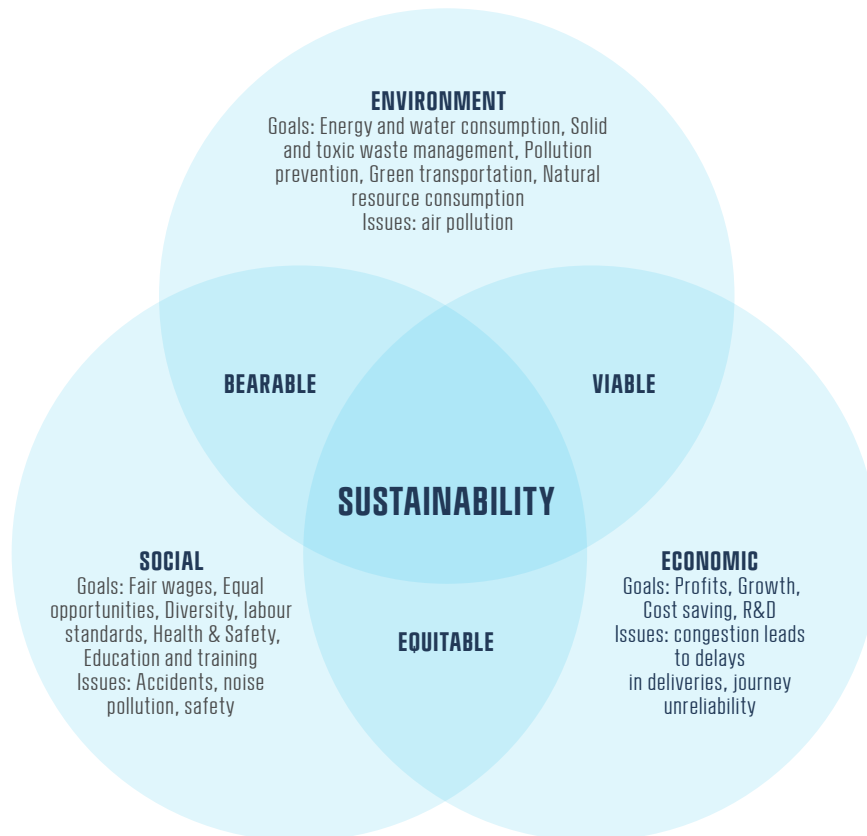 ENVIRONMENT
Goals: Energy and water consumption, Solid
and toxic waste management, Pollution
prevention, Green transportation, Natural
resource consumption
Issues: air pollution
BEARABLE
VIABLE
SUSTAINABILITY
SOCIAL
Goals: Fair wages, Equal
opportunities, Diversity, labour
standards, Health & Safety,
Education and training
Issues: Accidents, noise
pollution, safety
EQUITABLE
ECONOMIC
Goals: Profits, Growth,
Cost saving, R&D
Issues: congestion leads
to delays
in deliveries, journey
unreliability